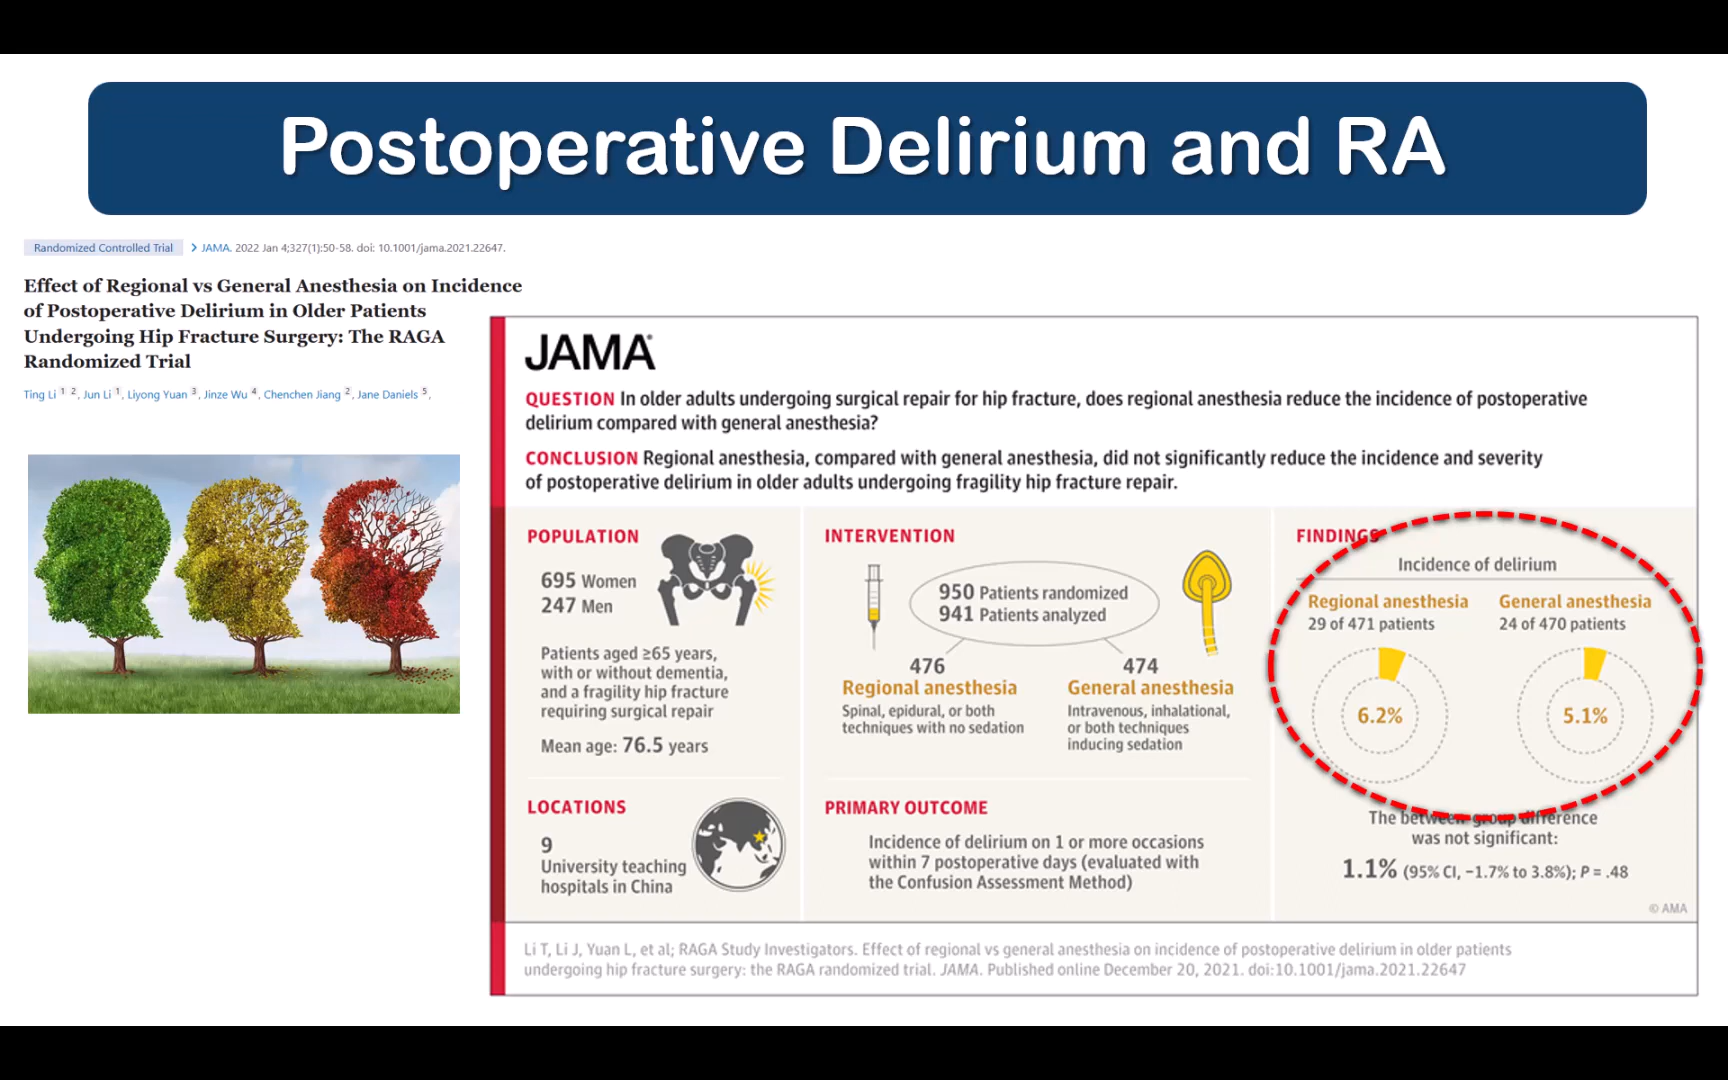 Postoperative Delirium and RA
Randomized Controlled Trial > JAMA. 2022 Jan 4;327(1):50-58. doi: 10.1001/jama.2021.22647.
Effect of Regional vs General Anesthesia on Incidence
of Postoperative Delirium in Older Patients
Undergoing Hip Fracture Surgery: The RAGA
Randomized Trial
Ting Li 1 2, Jun Li 1, Liyong Yuan 3, Jinze Wu 4, Chenchen Jiang 2, Jane Daniels 5,
JAMA®
QUESTION In older adults undergoing surgical repair for hip fracture, does regional anesthesia reduce the incidence of postoperative
delirium compared with general anesthesia?
CONCLUSION Regional anesthesia, compared with general anesthesia, did not significantly reduce the incidence and severity
of postoperative delirium in older adults undergoing fragility hip fracture repair.
POPULATION
695 Women
247 Men
Patients aged ≥65 years,
with or without dementia,
and a fragility hip fracture
requiring surgical repair
Mean age: 76.5 years
LOCATIONS
9
University teaching
hospitals in China
INTERVENTION
950 Patients randomized
941 Patients analyzed
476
Regional anesthesia
Spinal, epidural, or both
techniques with no sedation
474
General anesthesia
Intravenous, inhalational,
or both techniques
inducing sedation
PRIMARY OUTCOME
Incidence of delirium on 1 or more occasions
within 7 postoperative days (evaluated with
the Confusion Assessment Method)
FINDINGS
Incidence of delirium
Regional anesthesia
29 of 471 patients
6.2%
General anesthesia
24 of 470 patients
5.1%
The between-group difference
was not significant:
1.1% (95% CI, −1.7% to 3.8%); P = .48
© AMA
Li T, Li J, Yuan L, et al; RAGA Study Investigators. Effect of regional vs general anesthesia on incidence of postoperative delirium in older patients
undergoing hip fracture surgery: the RAGA randomized trial. JAMA. Published online December 20, 2021. doi:10.1001/jama.2021.22647